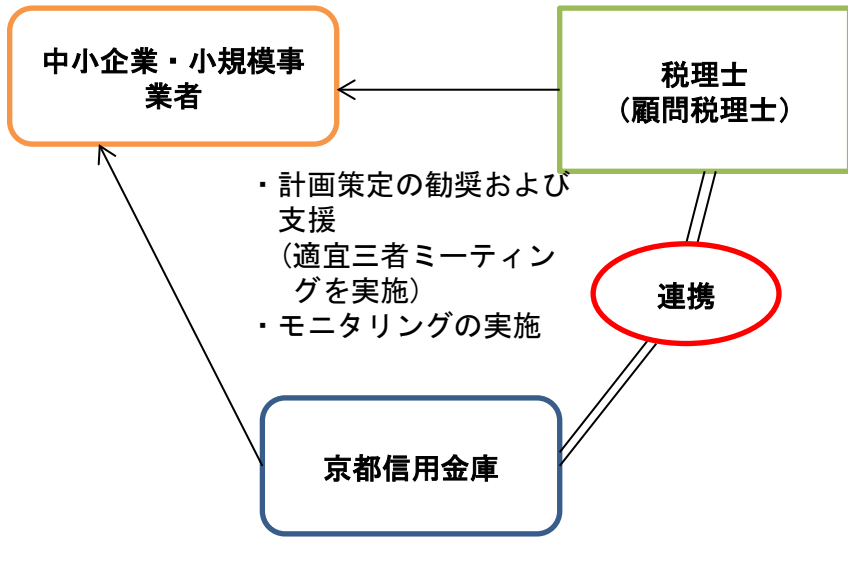 中小企業・小規模事
業者
税理士
(顧問税理士)
・計画策定の勧奨および
支援
(適宜三者ミーティン
グを実施)
・モニタリングの実施
連携
京都信用金庫